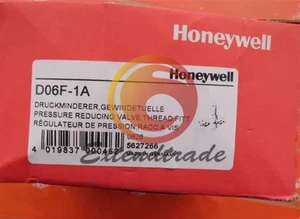 Honeywell
Honeywell
D06F-1A
DRUCKMINDERER,GEWINDETUELLE
PRESSURE REDUCING VALVE THREAD FITT
RÉGULATEUR DE PRESSION,RACC A VIS
5627266
4 019837 000462
Extendtrade